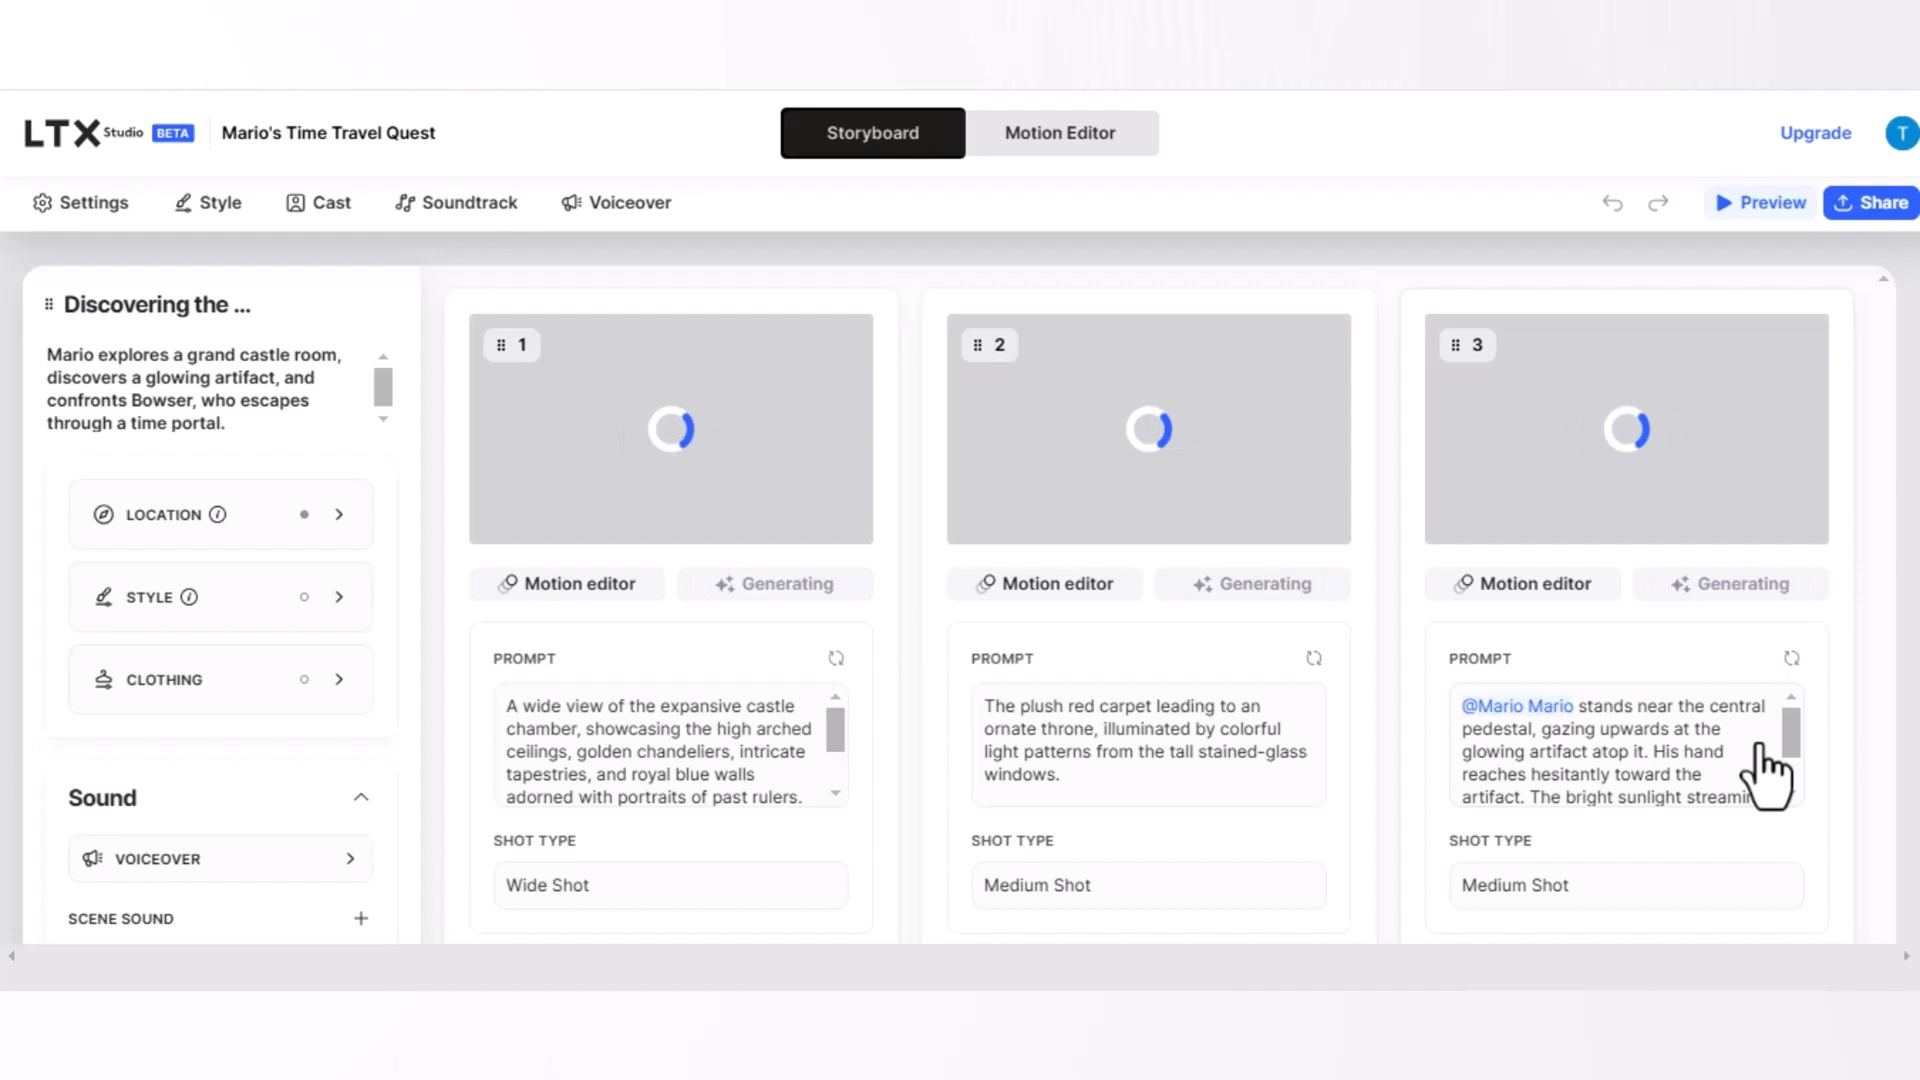 LTX Studio BETA
Mario's Time Travel Quest
Storyboard
Motion Editor
Upgrade
T
Settings
Style
Cast
Soundtrack
Voiceover
Preview
Share
Discovering the ...
Mario explores a grand castle room,
discovers a glowing artifact, and
confronts Bowser, who escapes
through a time portal.
LOCATION
STYLE
CLOTHING
Sound
VOICEOVER
SCENE SOUND
1
Motion editor
Generating
PROMPT
A wide view of the expansive castle
chamber, showcasing the high arched
ceilings, golden chandeliers, intricate
tapestries, and royal blue walls
adorned with portraits of past rulers.
SHOT TYPE
Wide Shot
2
Motion editor
Generating
PROMPT
The plush red carpet leading to an
ornate throne, illuminated by colorful
light patterns from the tall stained-glass
windows.
SHOT TYPE
Medium Shot
3
Motion editor
Generating
PROMPT
@Mario Mario stands near the central
pedestal, gazing upwards at the
glowing artifact atop it. His hand
reaches hesitantly toward the
artifact. The bright sunlight
SHOT TYPE
Medium Shot